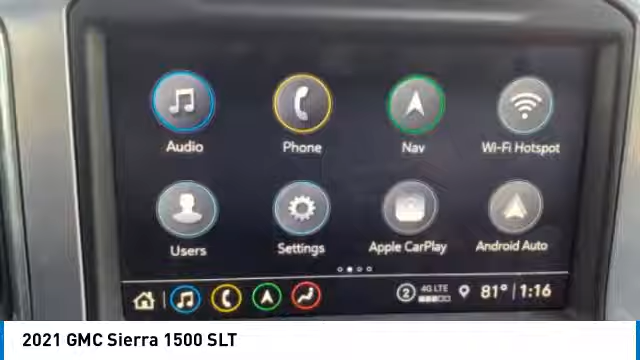 Audio Phone Nav Wi-Fi Hotspot
Users Settings Apple CarPlay Android Auto
2 4G LTE 81° 1:16
2021 GMC Sierra 1500 SLT